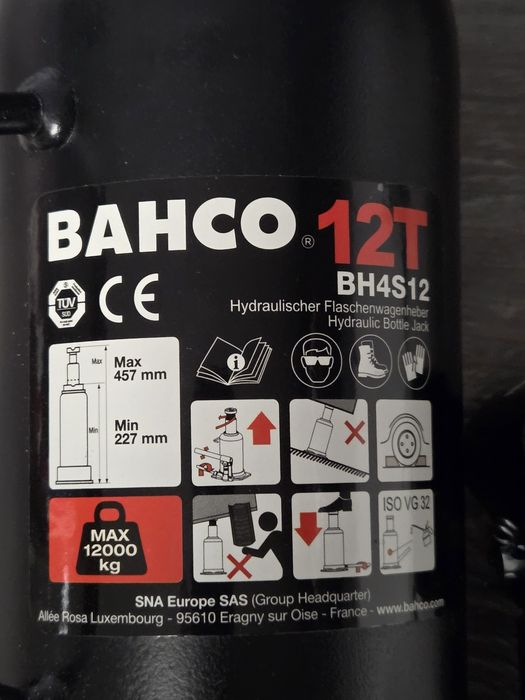 BAHCO® 12T
BH4S12
Hydraulischer Flaschenwagenheber
Hydraulic Bottle Jack
TÜV
SÜD
CE
i
Max
Max
457 mm
Min
Min
227 mm
MAX
12000
kg
ISO VG 32
SNA Europe SAS (Group Headquarter)
Allée Rosa Luxembourg - 95610 Eragny sur Oise - France - www.bahco.com